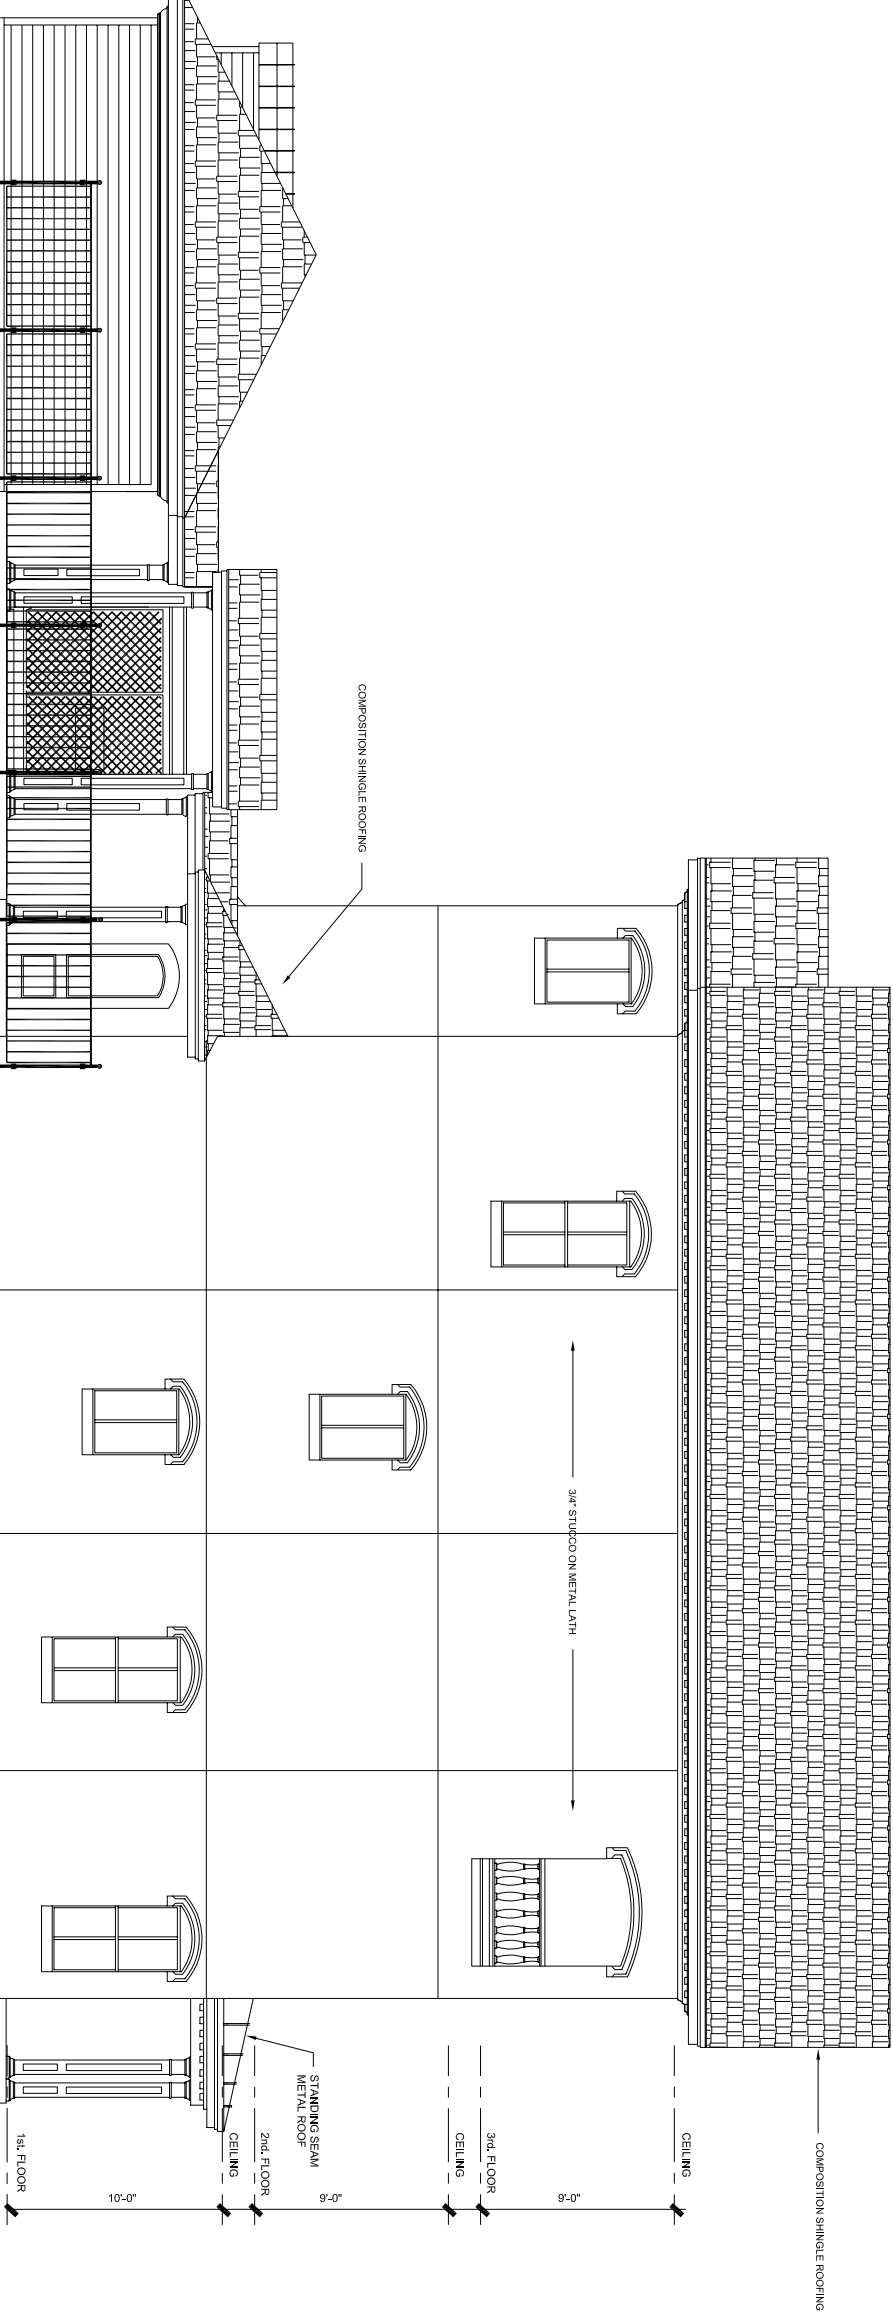 COMPOSITION SHINGLE ROOFING
COMPOSITION SHINGLE ROOFING
3/4" STUCCO ON METAL LATH
STANDING SEAM
METAL ROOF
CEILING
9'-0"
3rd. FLOOR
CEILING
9'-0"
2nd. FLOOR
CEILING
10'-0"
1st. FLOOR